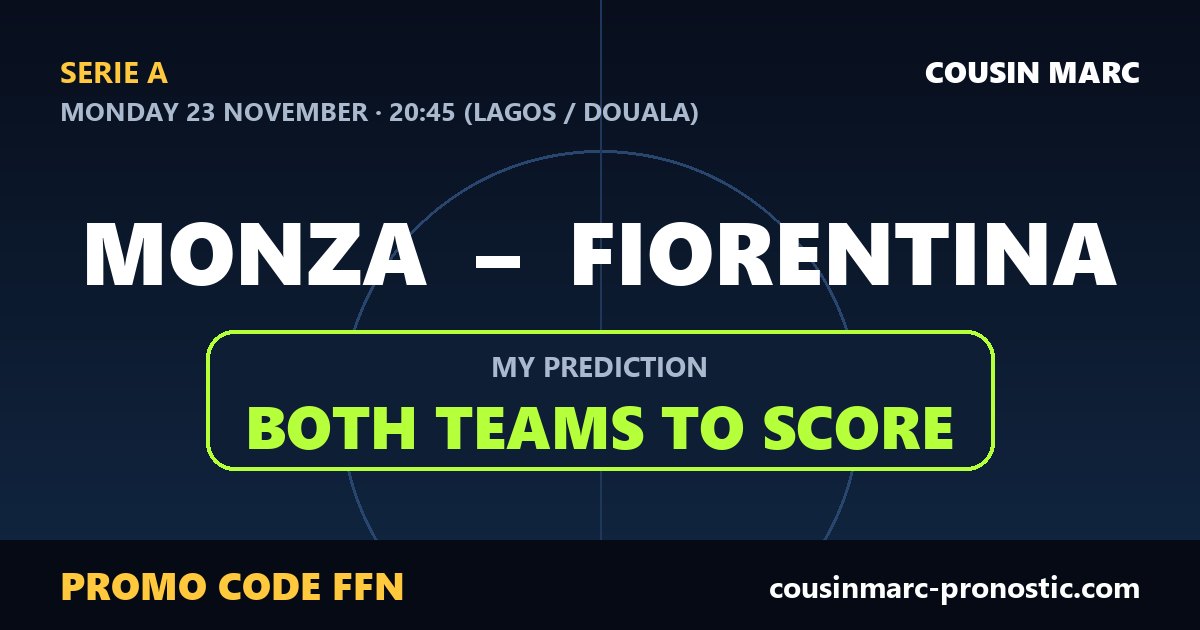 SERIE A
COUSIN MARC
MONDAY 23 NOVEMBER · 20:45 (LAGOS / DOUALA)
MONZA – FIORENTINA
MY PREDICTION
BOTH TEAMS TO SCORE
PROMO CODE FFN
cousinmarc-pronostic.com